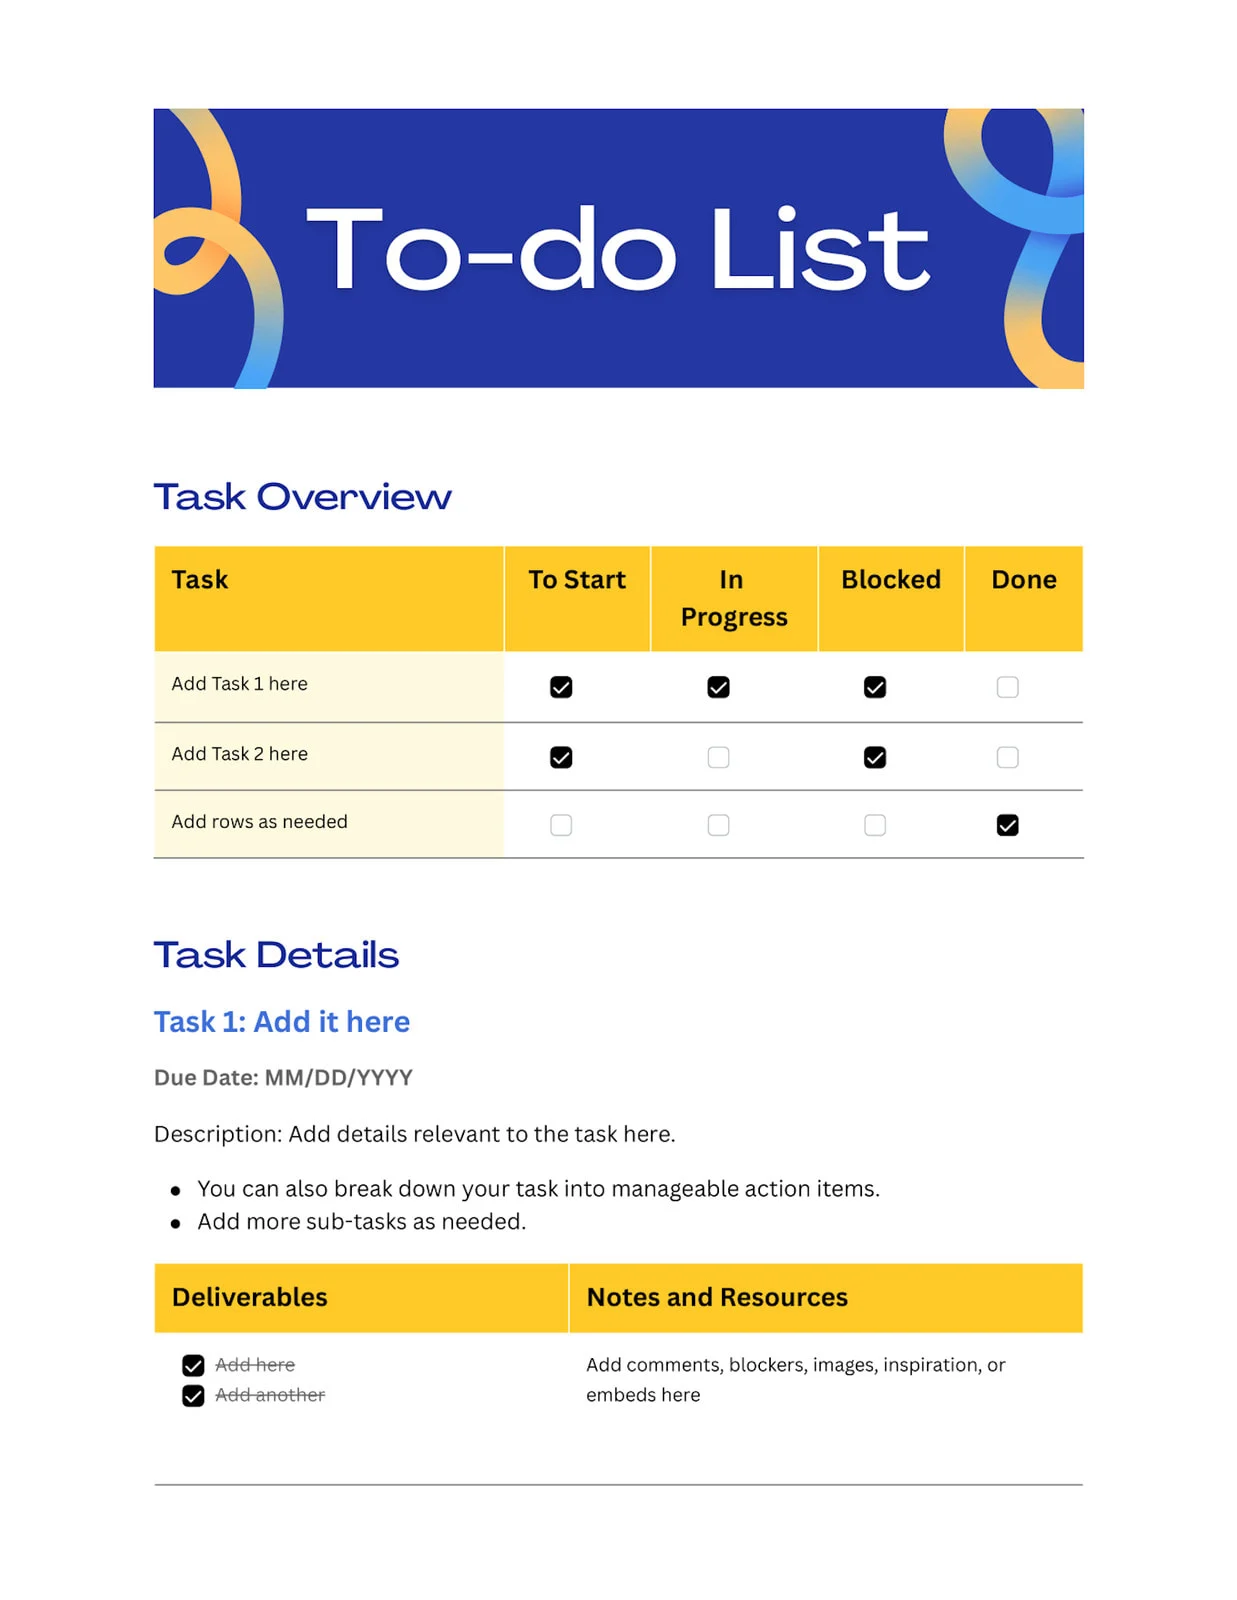 To-do List
Task Overview
Task To Start In Progress Blocked Done
Add Task 1 here
Add Task 2 here
Add rows as needed
Task Details
Task 1: Add it here
Due Date: MM/DD/YYYY
Description: Add details relevant to the task here.
You can also break down your task into manageable action items.
Add more sub-tasks as needed.
Deliverables Notes and Resources
Add here
Add another
Add comments, blockers, images, inspiration, or
embeds here